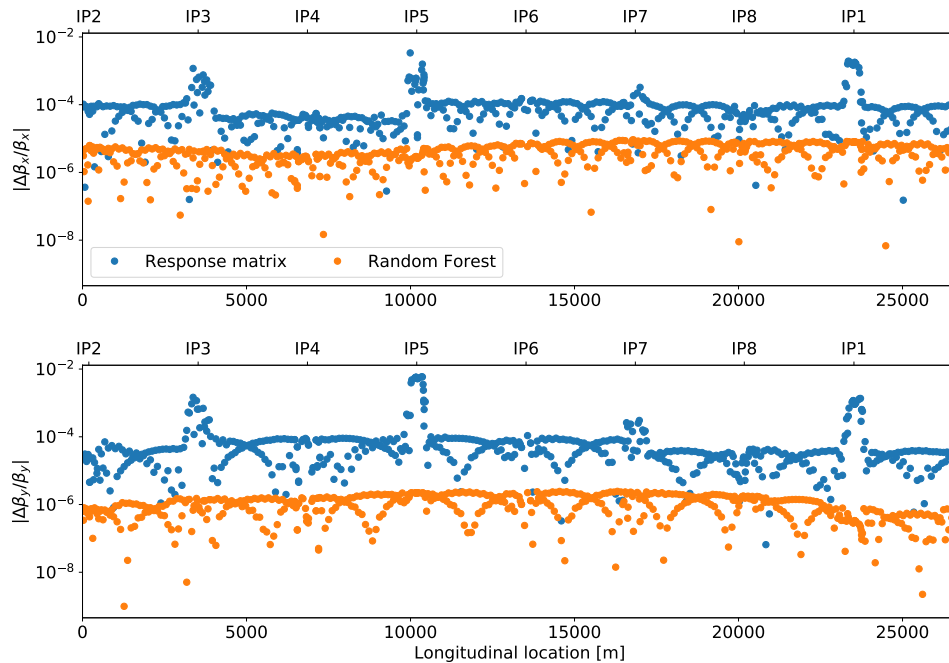 IP2 IP3 IP4 IP5 IP6 IP7 IP8 IP1
10⁻²
10⁻⁴
10⁻⁶
10⁻⁸
|Δβₓ/βₓ|
Response matrix Random Forest
0 5000 10000 15000 20000 25000
IP2 IP3 IP4 IP5 IP6 IP7 IP8 IP1
10⁻²
10⁻⁴
10⁻⁶
10⁻⁸
|Δβ_y/β_y|
0 5000 10000 15000 20000 25000
Longitudinal location [m]